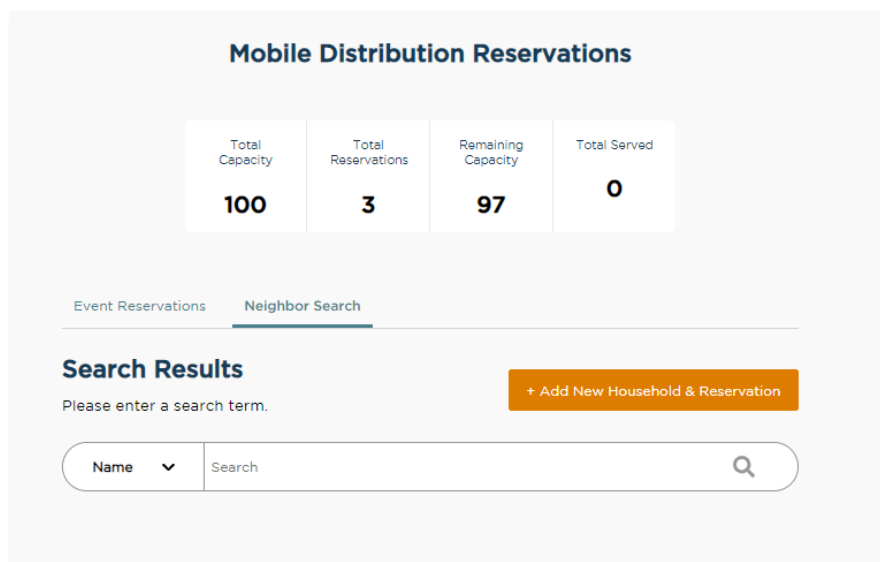 Mobile Distribution Reservations
Total
Capacity
100
Total
Reservations
3
Remaining
Capacity
97
Total Served
0
Event Reservations
Neighbor Search
Search Results
Please enter a search term.
+ Add New Household & Reservation
Name
Search